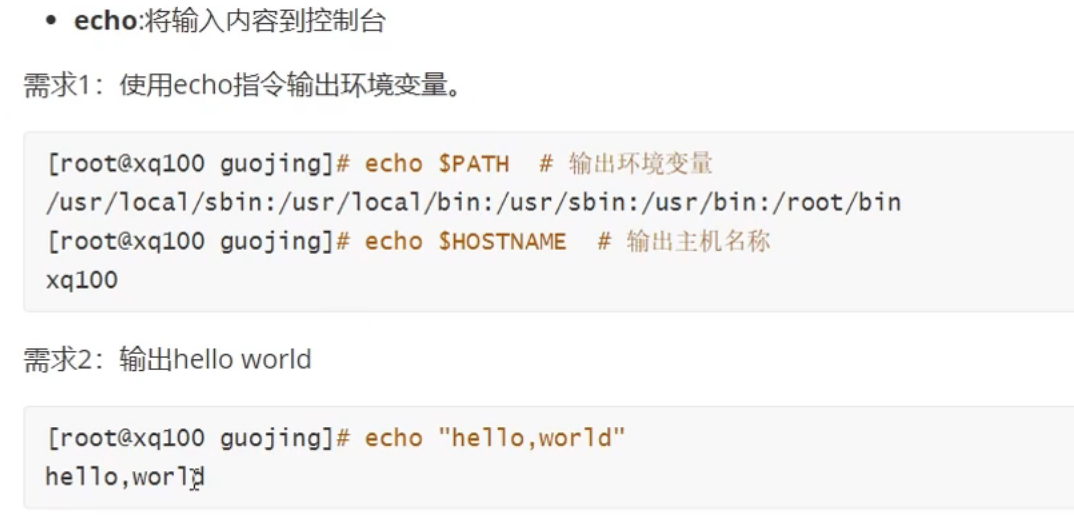 • echo:将输入内容到控制台
需求1：使用echo指令输出环境变量。
[root@xq100 guojing]# echo $PATH  # 输出环境变量
/usr/local/sbin:/usr/local/bin:/usr/sbin:/usr/bin:/root/bin
[root@xq100 guojing]# echo $HOSTNAME  # 输出主机名称
xq100
需求2：输出hello world
[root@xq100 guojing]# echo "hello,world"
hello,world